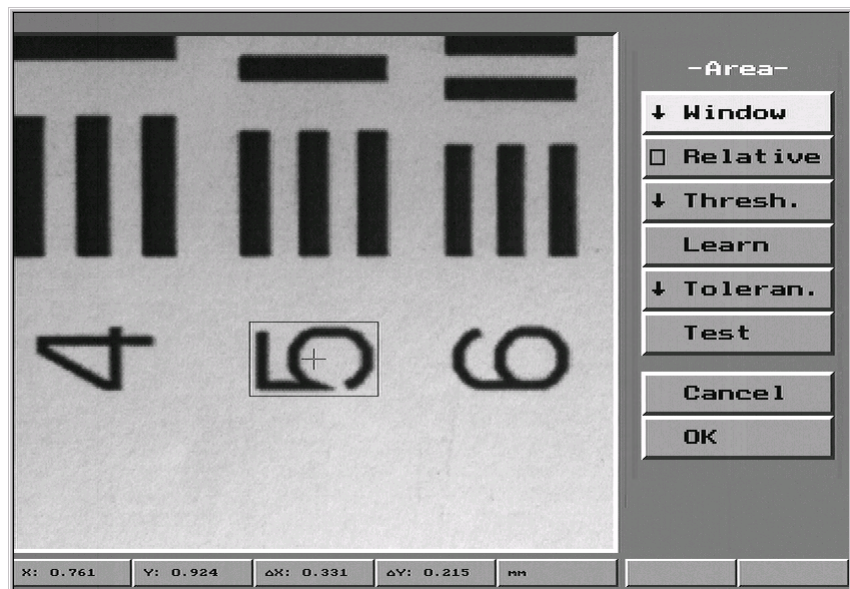 -Area-
Window
Relative
Thresh.
Learn
Toleran.
Test
Cancel
OK
4 5 6
X: 0.761 Y: 0.924 ΔX: 0.331 ΔY: 0.215 mm